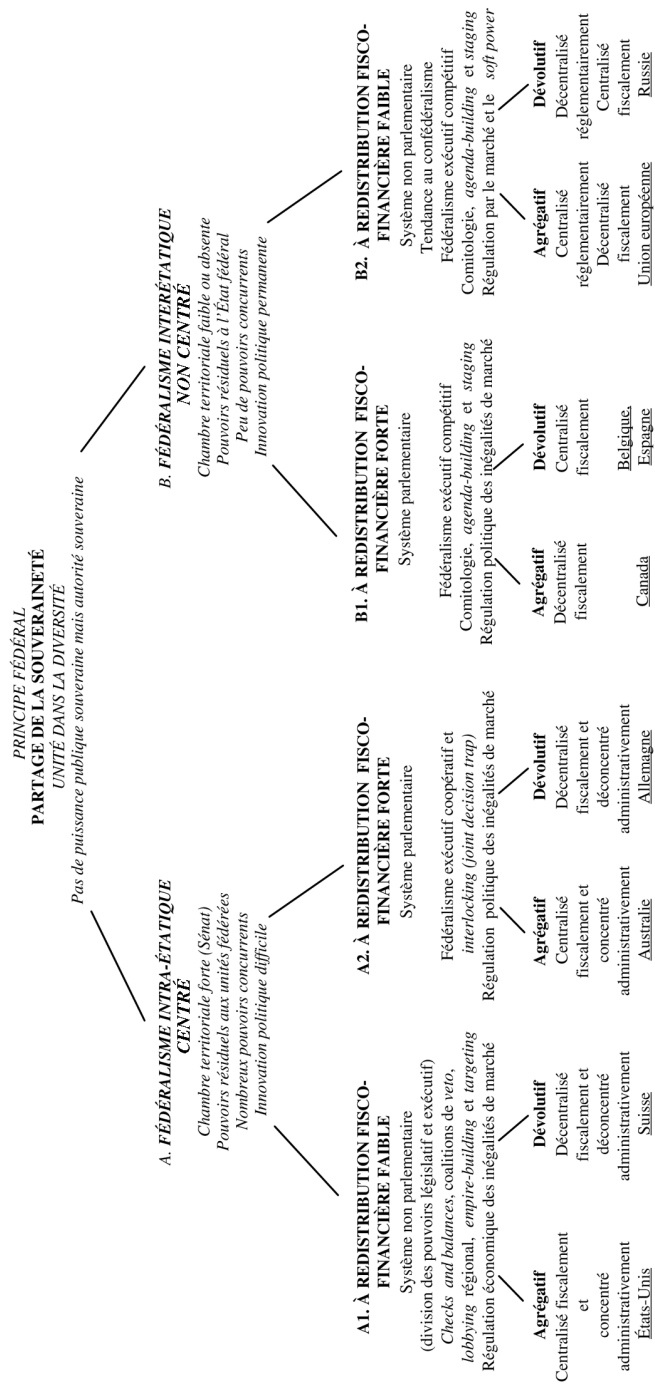 PRINCIPE FÉDÉRAL
PARTAGE DE LA SOUVERAINETÉ
UNITÉ DANS LA DIVERSITÉ
Pas de puissance publique souveraine mais autorité souveraine
A. FÉDÉRALISME INTRA-ÉTATIQUE
CENTRÉ
Chambre territoriale forte (Sénat)
Pouvoirs résiduels aux unités fédérées
Nombreux pouvoirs concurrents
Innovation politique difficile
B. FÉDÉRALISME INTERÉTATIQUE
NON CENTRÉ
Chambre territoriale faible ou absente
Pouvoirs résiduels à l'État fédéral
Peu de pouvoirs concurrents
Innovation politique permanente
A1. À REDISTRIBUTION FISCO-
FINANCIÈRE FAIBLE
Système non parlementaire
(division des pouvoirs législatif et exécutif)
Checks and balances, coalitions de veto,
lobbying régional, empire-building et targeting
Régulation économique des inégalités de marché
Agrégatif
Centralisé fiscalement
et
concentré
administrativement
États-Unis
Dévolutif
Décentralisé
fiscalement et
déconcentré
administrativement
Suisse
A2. À REDISTRIBUTION FISCO-
FINANCIÈRE FORTE
Système parlementaire
Fédéralisme exécutif coopératif et
interlocking (joint decision trap)
Régulation politique des inégalités de marché
Agrégatif
Centralisé
fiscalement et
concentré
administrativement
Australie
Dévolutif
Décentralisé
fiscalement et
déconcentré
administrativement
Allemagne
B1. À REDISTRIBUTION FISCO-
FINANCIÈRE FORTE
Système parlementaire
Fédéralisme exécutif compétitif
Comitologie, agenda-building et staging
Régulation politique des inégalités de marché
Agrégatif
Décentralisé
fiscalement
Canada
Dévolutif
Centralisé
fiscalement
Belgique,
Espagne
B2. À REDISTRIBUTION FISCO-
FINANCIÈRE FAIBLE
Système non parlementaire
Tendance au confédéralisme
Fédéralisme exécutif compétitif
Comitologie, agenda-building et staging
Régulation par le marché et le soft power
Agrégatif
Centralisé
réglementairement
Décentralisé
fiscalement
Union européenne
Dévolutif
Décentralisé
réglementairement
Centralisé
fiscalement
Russie